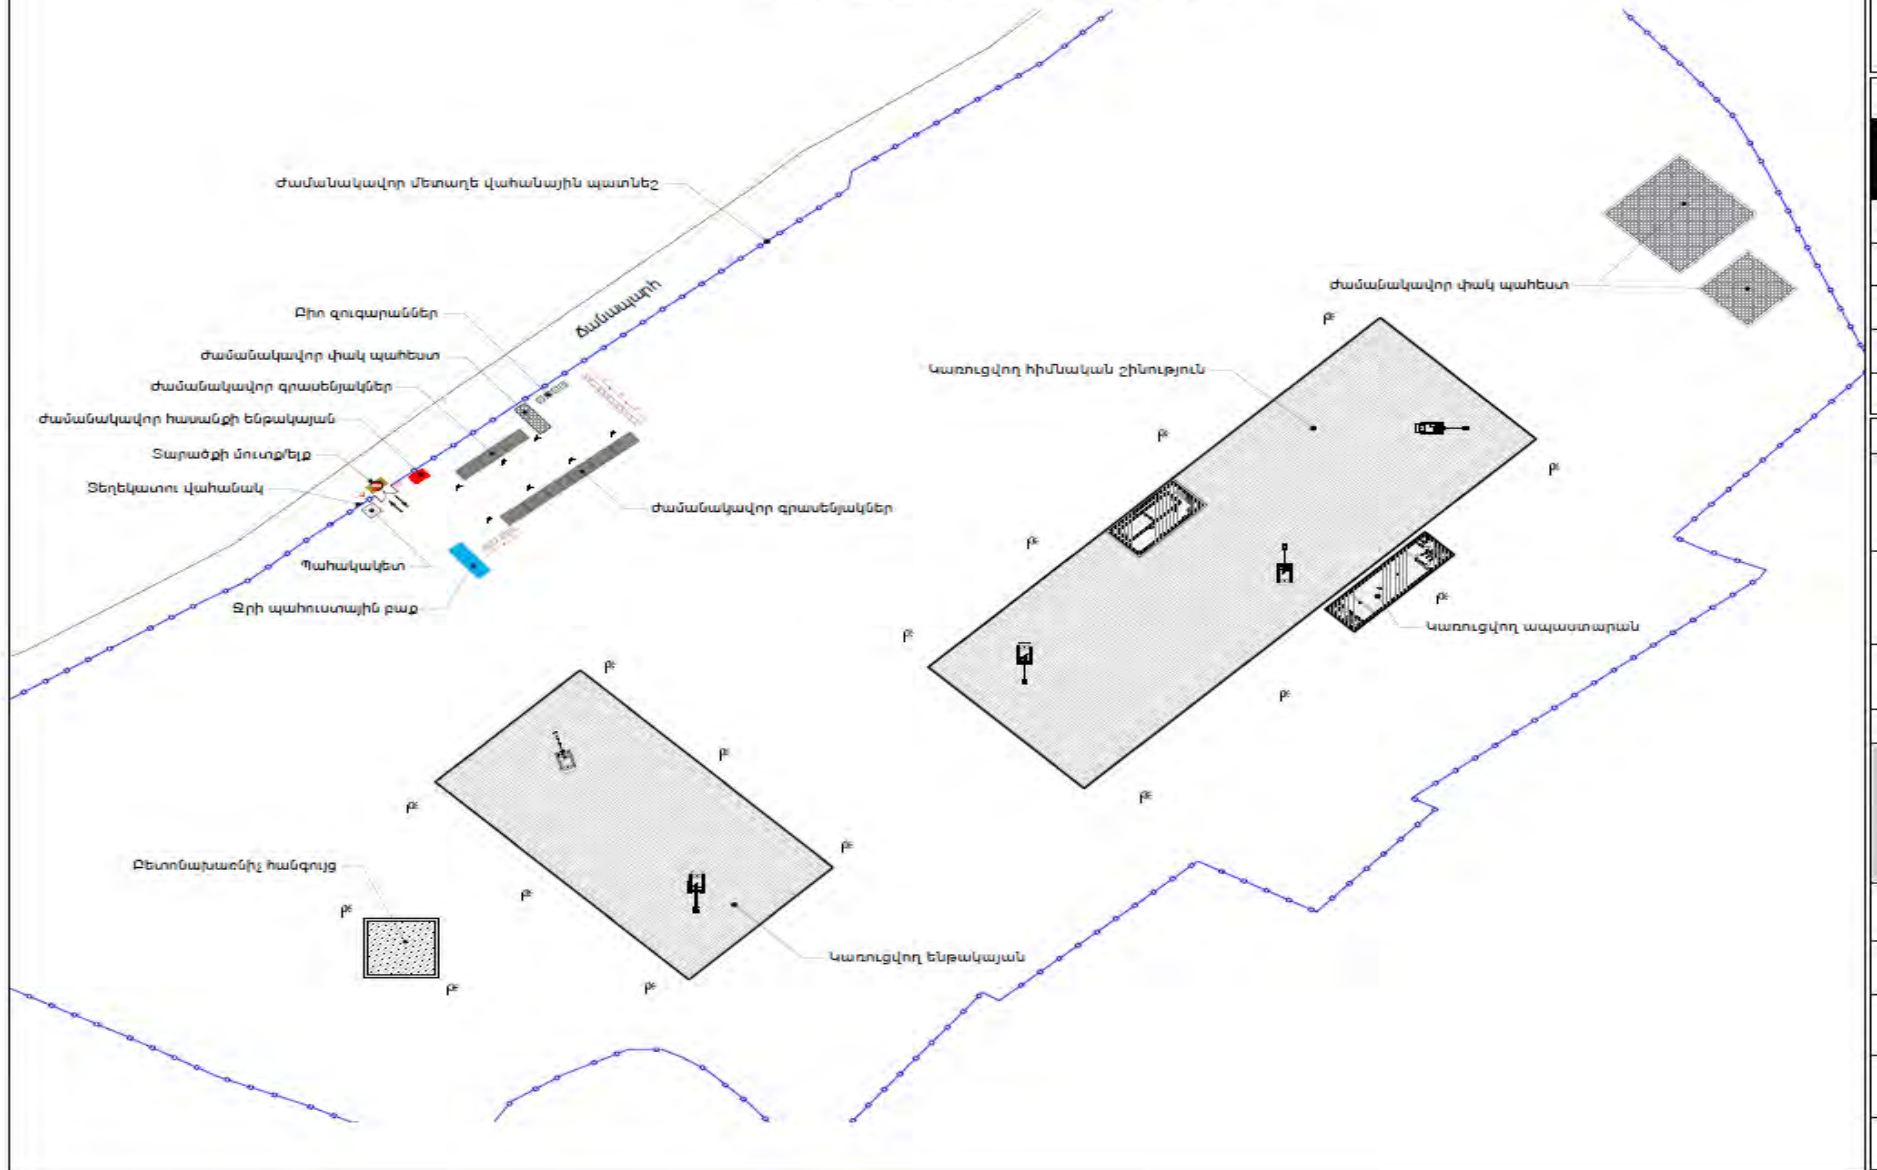 Ժամանակավոր մետաղե վահանային պատնեշ
Ճանապարհ
Բիո զուգարաններ
Ժամանակավոր փակ պահեստ
Ժամանակավոր գրասենյակներ
Ժամանակավոր հասանքի ենթակայան
Տարածքի մուտք/ելք
Տեղեկատու վահանակ
Պահակակետ
Ջրի պահուստային բաք
Ժամանակավոր գրասենյակներ
Ժամանակավոր փակ պահեստ
Կառուցվող հիմնական շինություն
Կառուցվող ապաստարան
Բետոնախառնիչ հանգույց
Կառուցվող ենթակայան